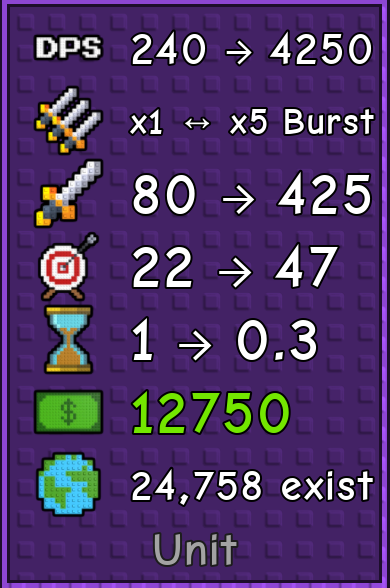 DPS 240 → 4250
x1 ↔ x5 Burst
80 → 425
22 → 47
1 → 0.3
$ 12750
24,758 exist
Unit